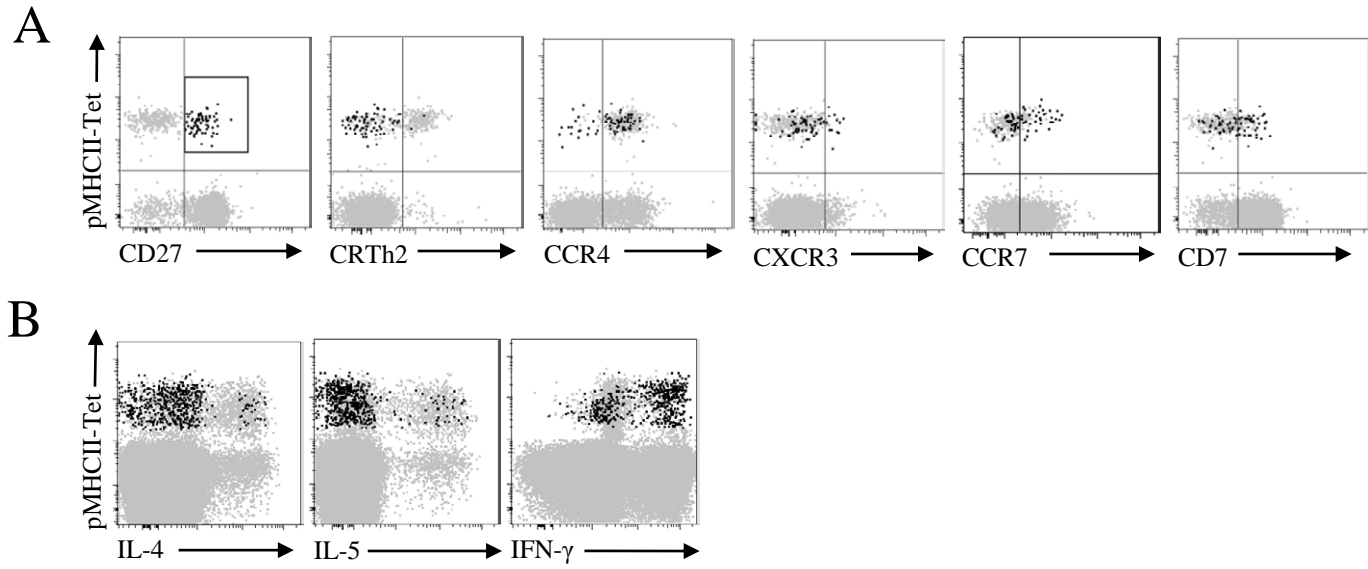 A
pMHCII-Tet
CD27
CRTh2
CCR4
CXCR3
CCR7
CD7
B
pMHCII-Tet
IL-4
IL-5
IFN-γ